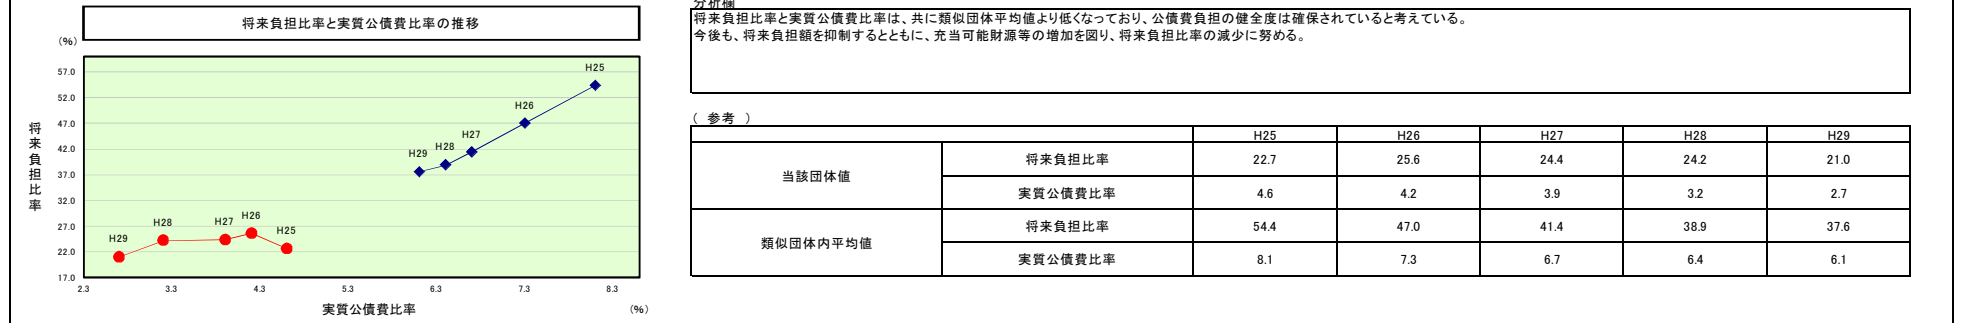 将来負担比率と実質公債費比率の推移
(%)
57.0
52.0
47.0
42.0
37.0
32.0
27.0
22.0
17.0
将来負担比率
H25
H26
H27
H28
H29
H29
H28
H27
H26
H25
2.3 3.3 4.3 5.3 6.3 7.3 8.3
実質公債費比率
(%)
分析欄
将来負担比率と実質公債費比率は、共に類似団体平均値より低くなっており、公債費負担の健全度は確保されていると考えている。
今後も、将来負担額を抑制するとともに、充当可能財源等の増加を図り、将来負担比率の減少に努める。
( 参考 )
H25 H26 H27 H28 H29
当該団体値
将来負担比率 22.7 25.6 24.4 24.2 21.0
実質公債費比率 4.6 4.2 3.9 3.2 2.7
類似団体内平均値
将来負担比率 54.4 47.0 41.4 38.9 37.6
実質公債費比率 8.1 7.3 6.7 6.4 6.1